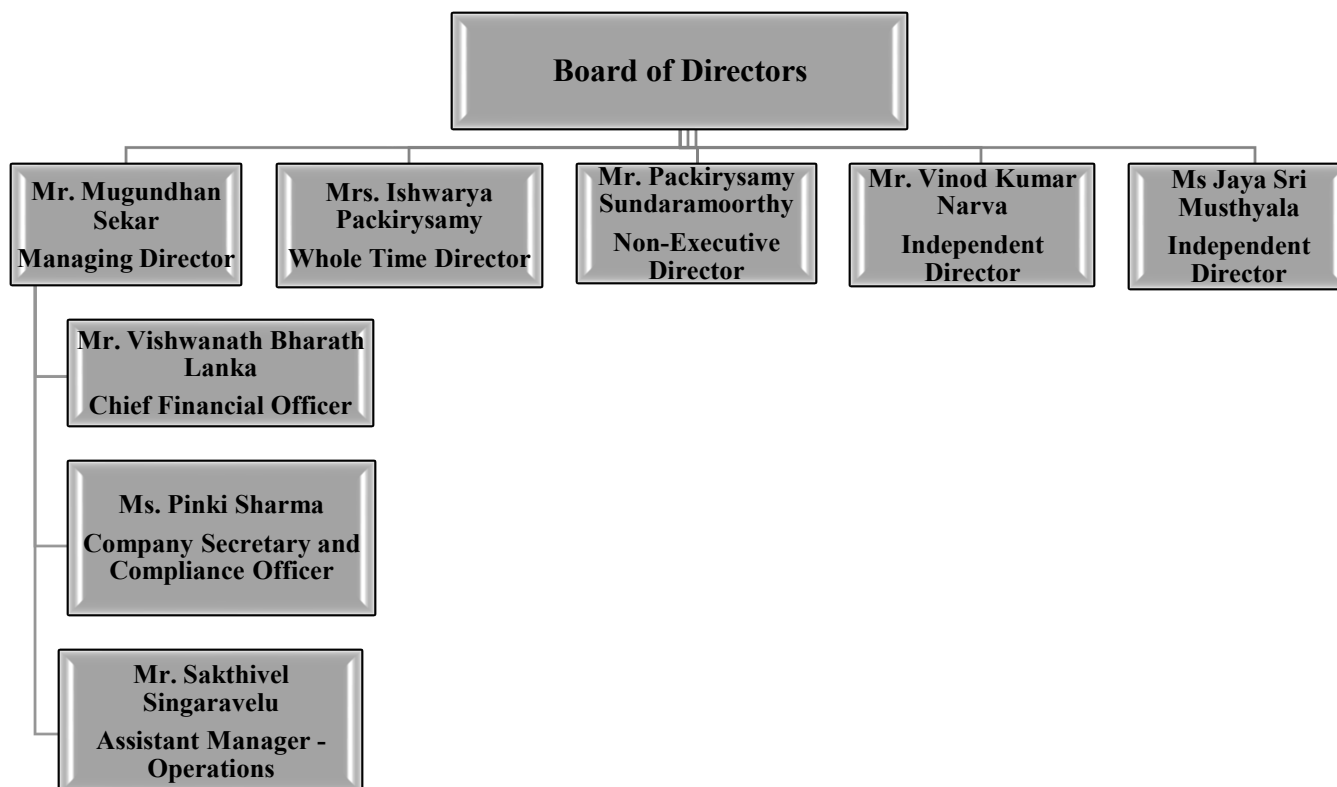 Board of Directors
Mr. Mugundhan
Sekar
Managing Director
Mrs. Ishwarya
Packirysamy
Whole Time Director
Mr. Packirysamy
Sundaramoorthy
Non-Executive
Director
Mr. Vinod Kumar
Narva
Independent
Director
Ms Jaya Sri
Musthyala
Independent
Director
Mr. Vishwanath Bharath
Lanka
Chief Financial Officer
Ms. Pinki Sharma
Company Secretary and
Compliance Officer
Mr. Sakthivel
Singaravelu
Assistant Manager -
Operations